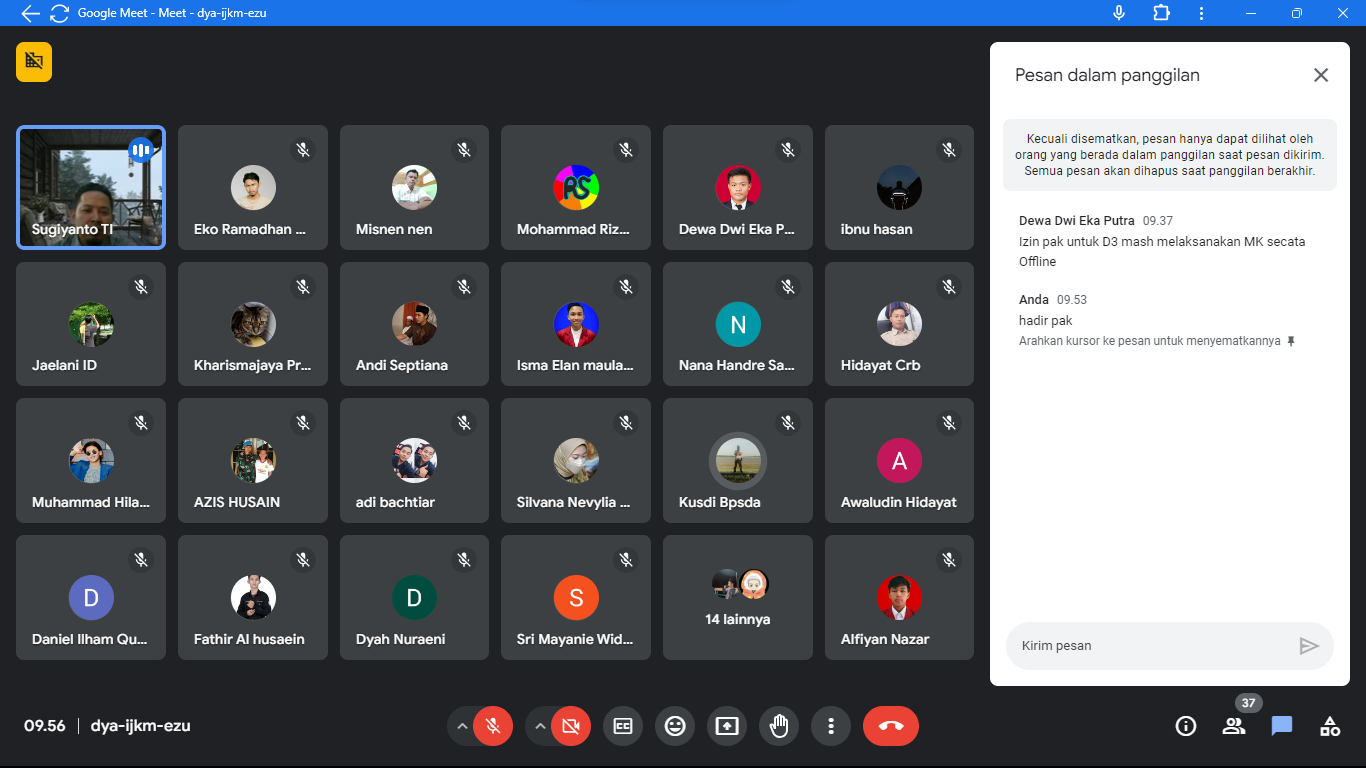 Google Meet - Meet - dya-ijkm-ezu
Pesan dalam panggilan
Kecuali disematkan, pesan hanya dapat dilihat oleh
orang yang berada dalam panggilan saat pesan dikirim.
Semua pesan akan dihapus saat panggilan berakhir.
Dewa Dwi Eka Putra 09.37
Izin pak untuk D3 mash melaksanakan MK secata
Offline
Anda 09.53
hadir pak
Arahkan kursor ke pesan untuk menyematkannya
Kirim pesan
Sugiyanto TI
Eko Ramadhan ...
Misnen nen
RS
Mohammad Riz...
Dewa Dwi Eka P...
ibnu hasan
Jaelani ID
Kharismajaya Pr...
Andi Septiana
Isma Elan maula...
N
Nana Handre Sa...
Hidayat Crb
Muhammad Hila...
AZIS HUSAIN
adi bachtiar
Silvana Nevylia ...
Kusdi Bpsda
A
Awaludin Hidayat
D
Daniel Ilham Qu...
Fathir Al husaein
D
Dyah Nuraeni
S
Sri Mayanie Wid...
14 lainnya
Alfiyan Nazar
09.56 | dya-ijkm-ezu
37